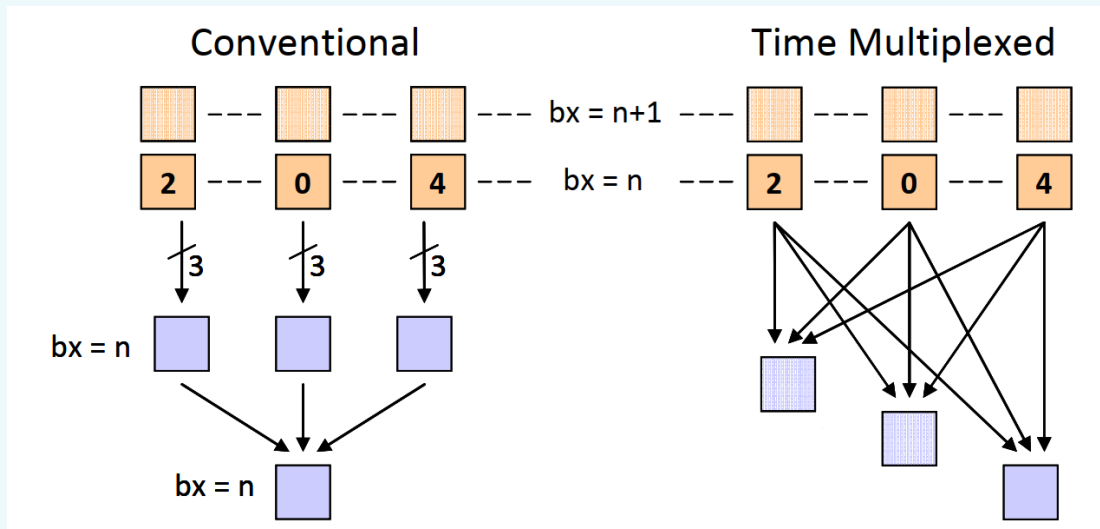 Conventional
Time Multiplexed
bx = n+1
2 0 4 bx = n 2 0 4
3 3 3
bx = n
bx = n